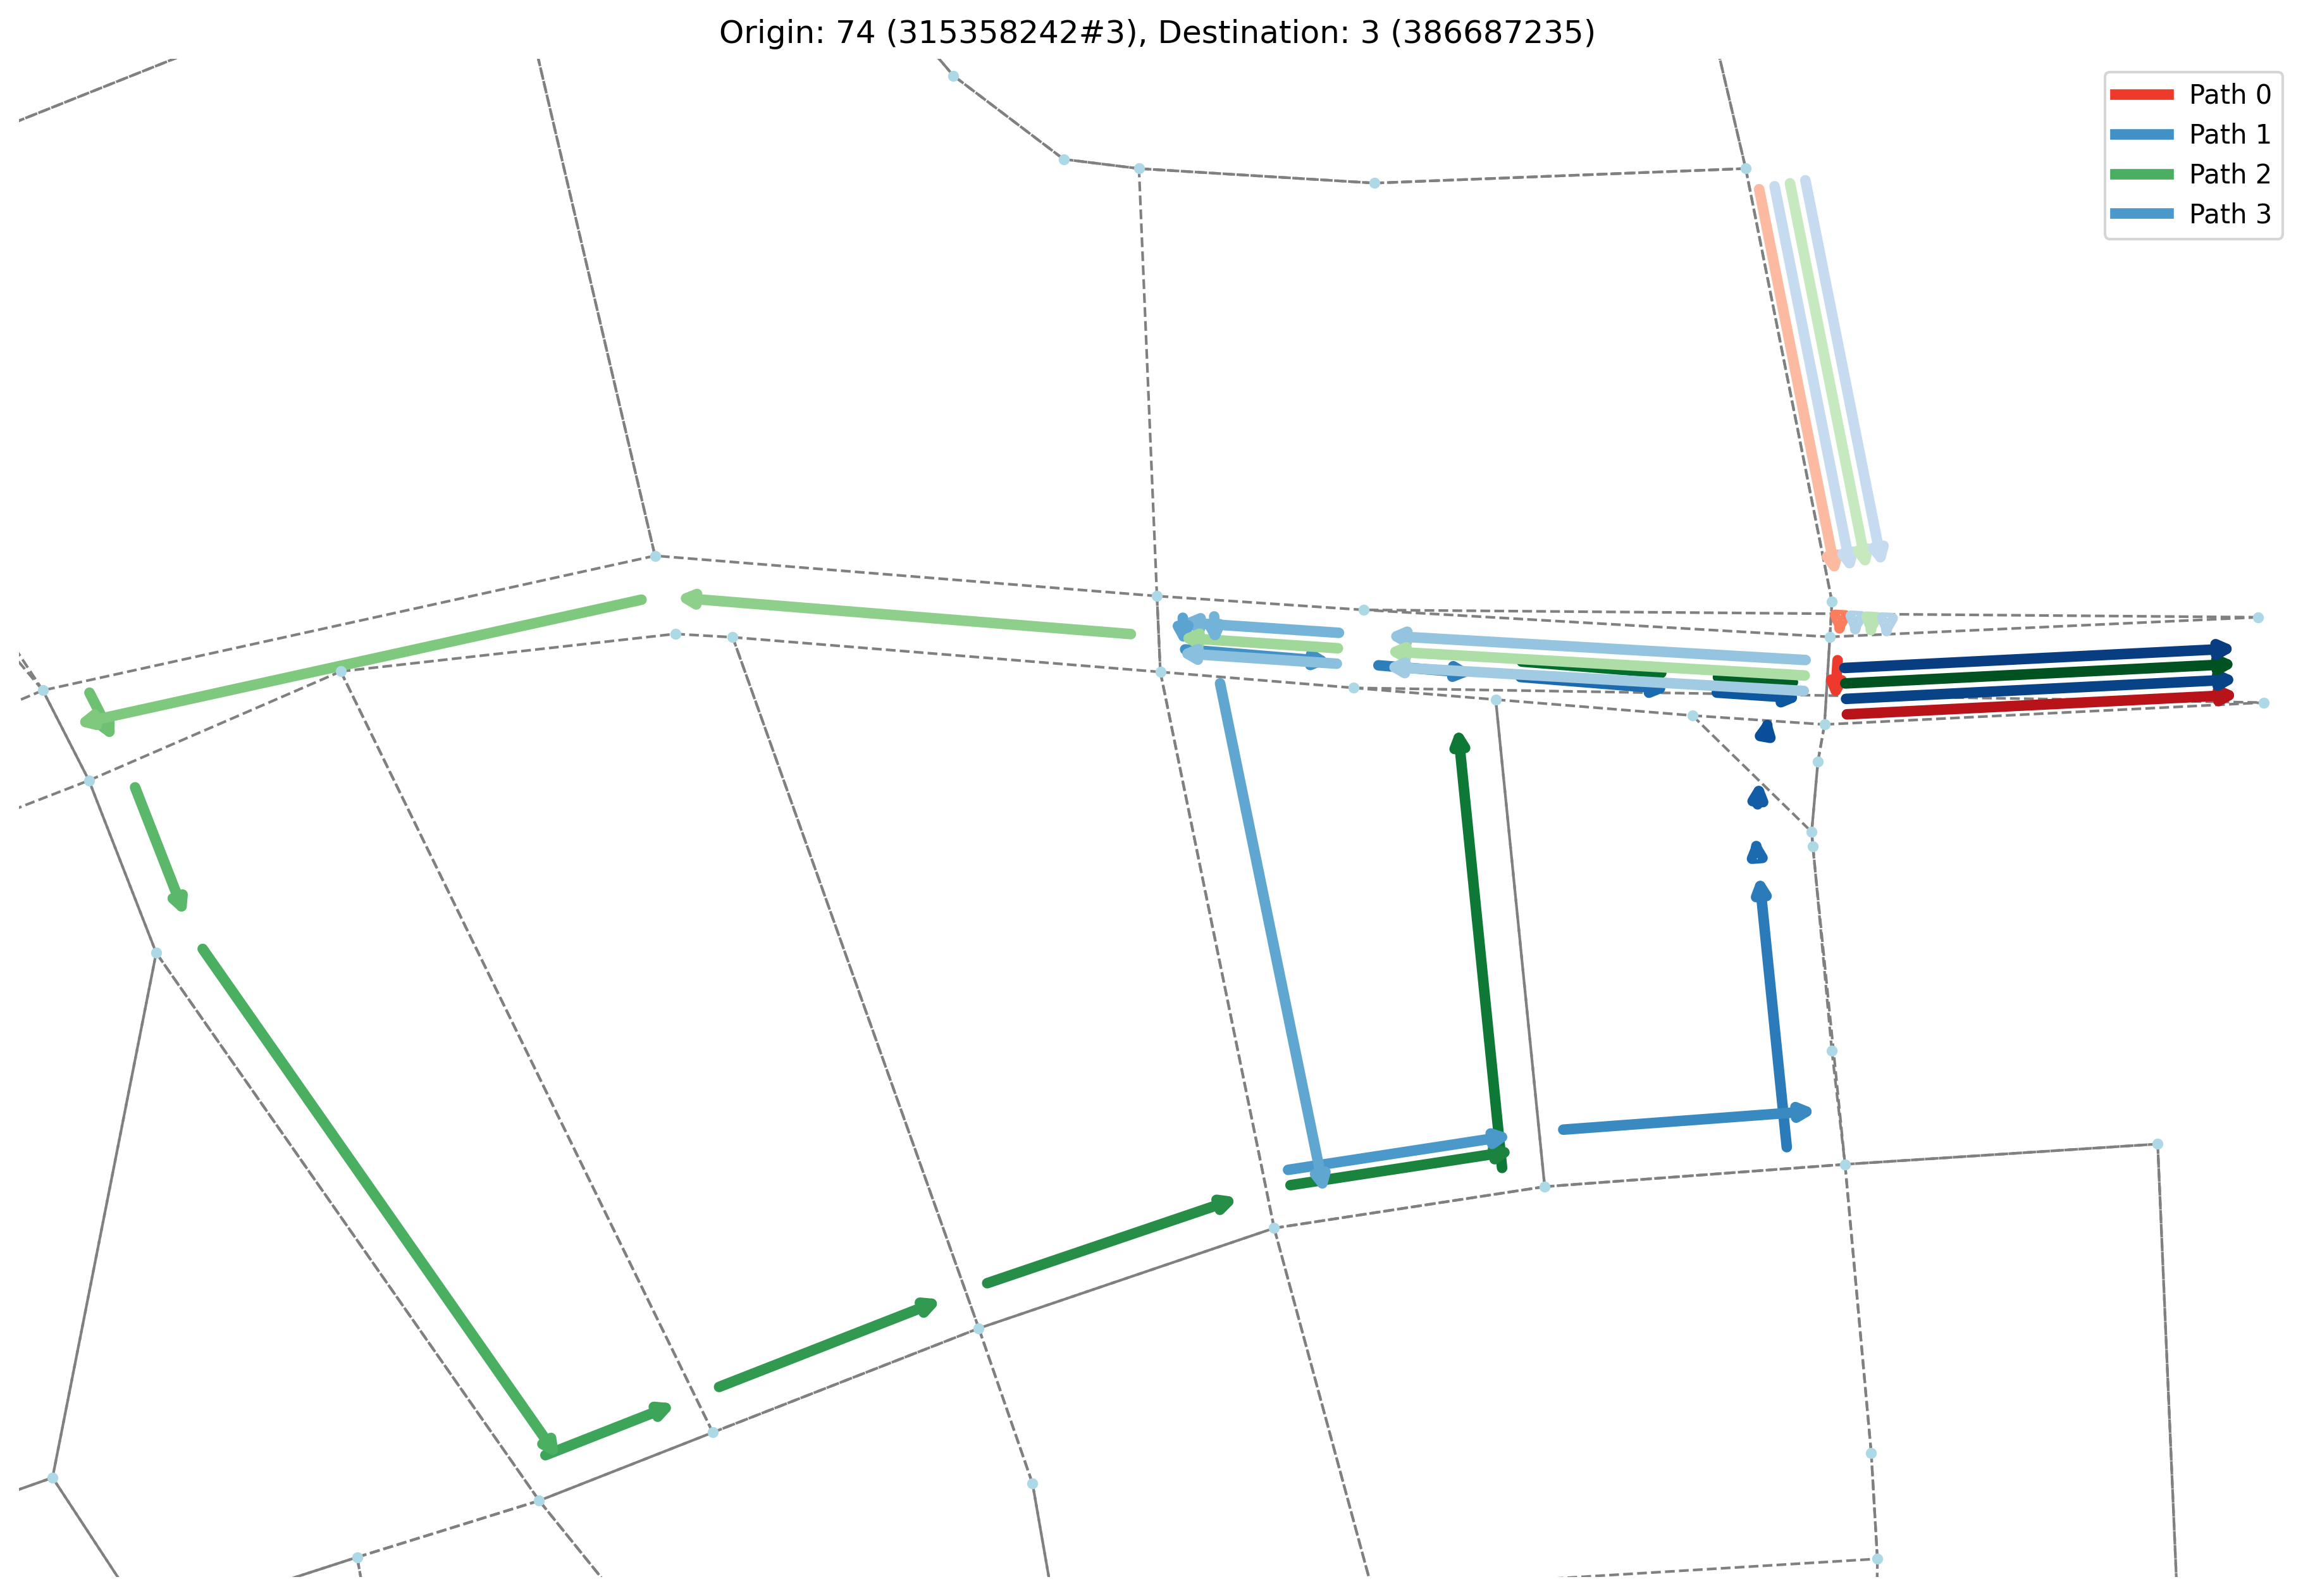 Origin: 74 (315358242#3), Destination: 3 (386687235)
Path 0
Path 1
Path 2
Path 3